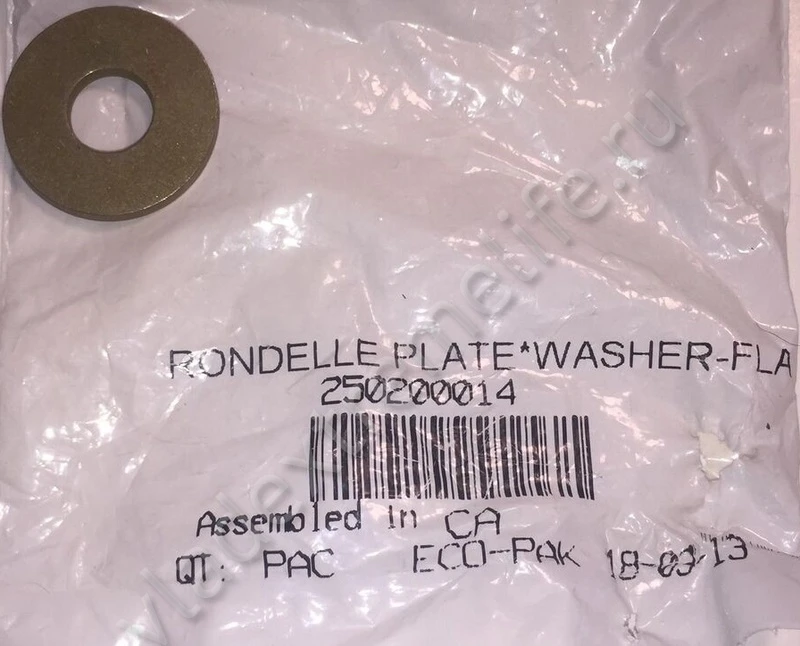 RONDELLE PLATE*WASHER-FLA
250200014
Assembled in CA
QT: PAC ECO-PAK 18-03-13